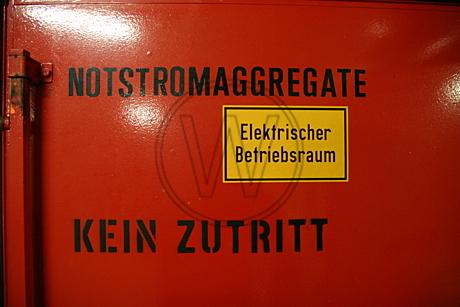 NOTSTROMAGGREGATE
Elektrischer
Betriebsraum
W
KEIN ZUTRITT